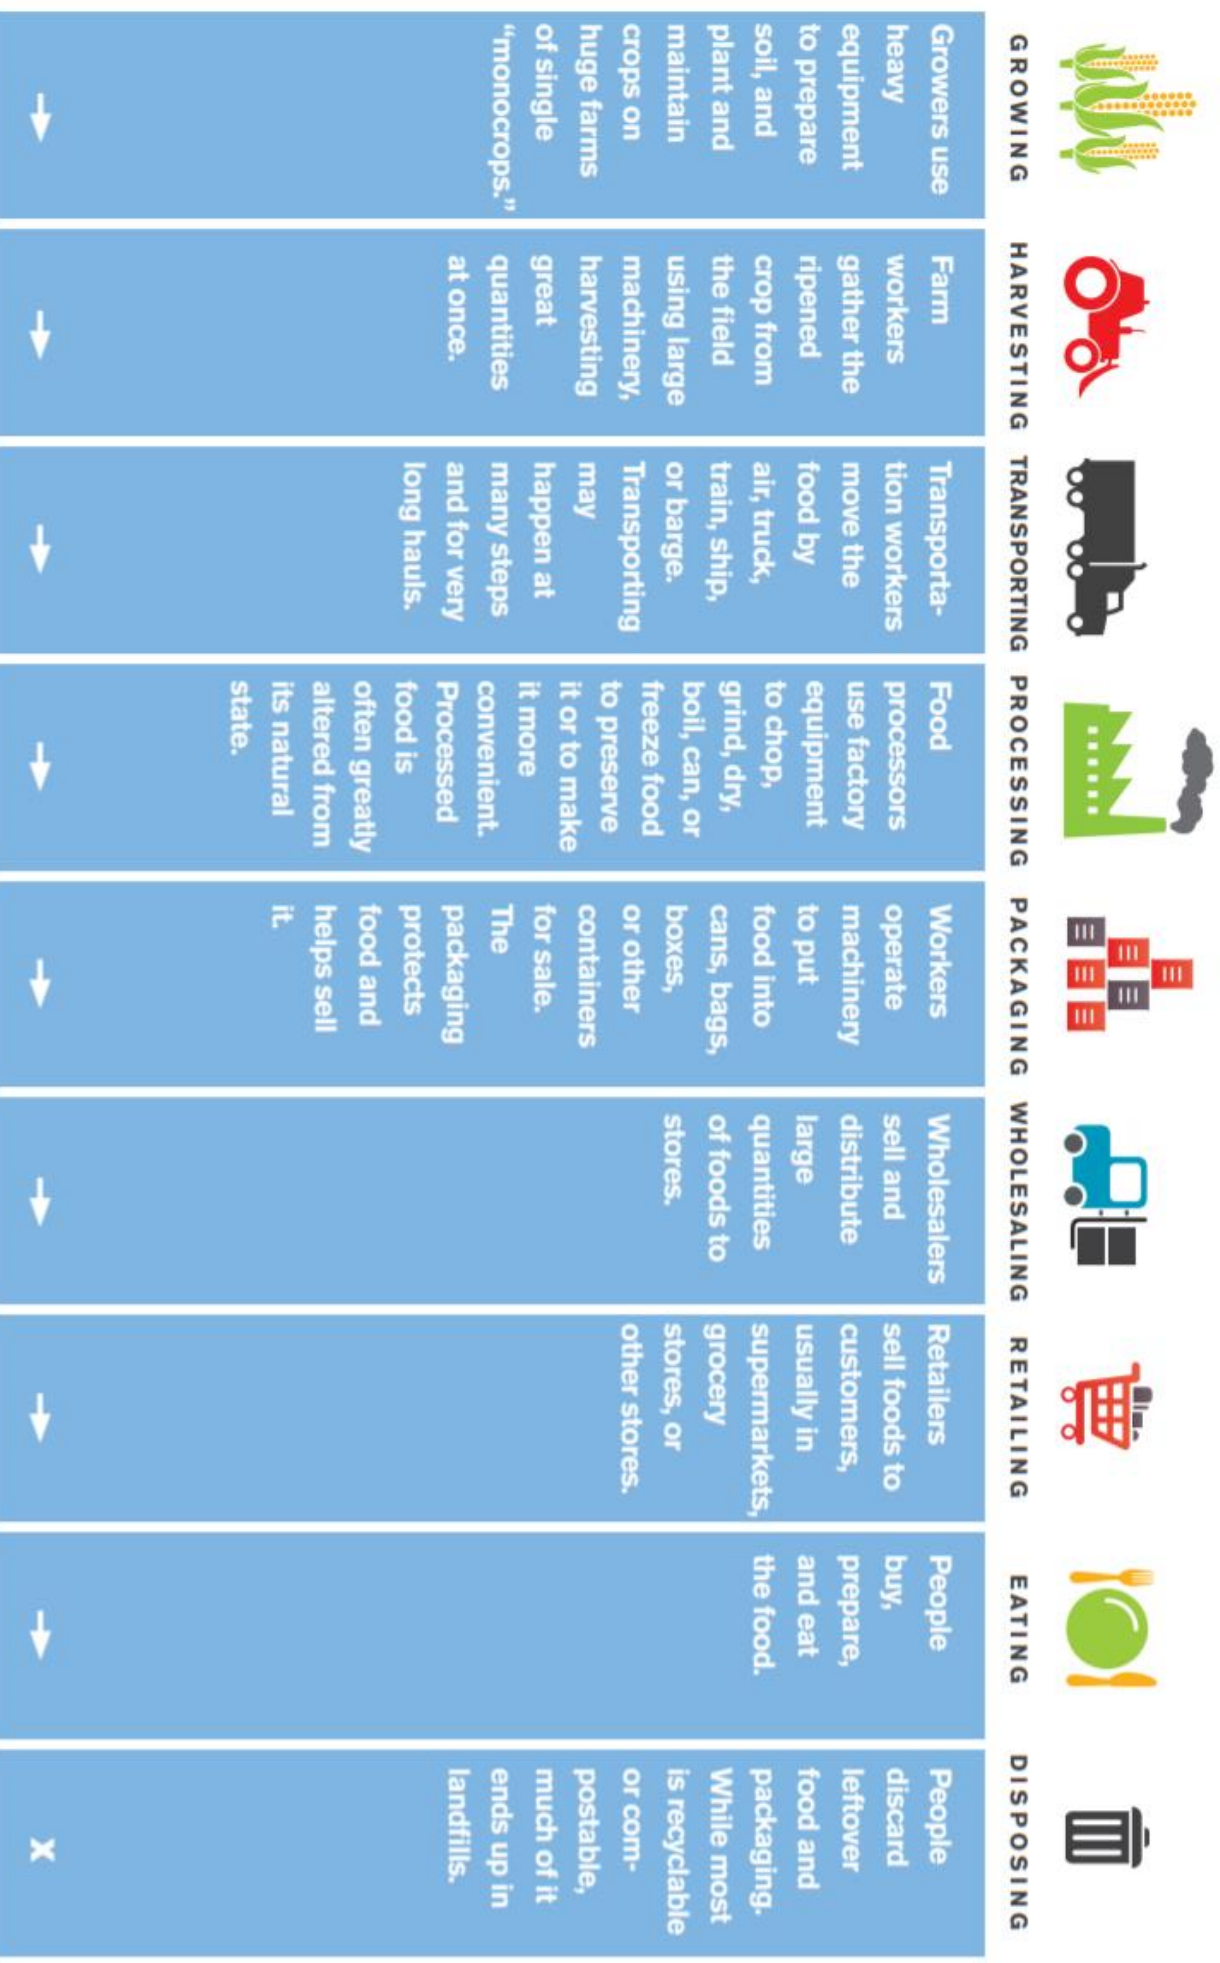 GROWING
Growers use
heavy
equipment
to prepare
soil, and
plant and
maintain
crops on
huge farms
of single
“monocrops.”
HARVESTING
Farm
workers
gather the
ripened
crop from
the field
using large
machinery,
harvesting
great
quantities
at once.
TRANSPORTING
Transporta-
tion workers
move the
food by
air, truck,
train, ship,
or barge.
Transporting
may
happen at
many steps
and for very
long hauls.
PROCESSING
Food
processors
use factory
equipment
to chop,
grind, dry,
boil, can, or
freeze food
to preserve
it or to make
it more
convenient.
Processed
food is
often greatly
altered from
its natural
state.
PACKAGING
Workers
operate
machinery
to put
food into
cans, bags,
boxes,
or other
containers
for sale.
The
packaging
protects
food and
helps sell
it.
WHOLESALING
Wholesalers
sell and
distribute
large
quantities
of foods to
stores.
RETAILING
Retailers
sell foods to
customers,
usually in
supermarkets,
grocery
stores, or
other stores.
EATING
People
buy,
prepare,
and eat
the food.
DISPOSING
People
discard
leftover
food and
packaging.
While most
is recyclable
or com-
postable,
much of it
ends up in
landfills.
X